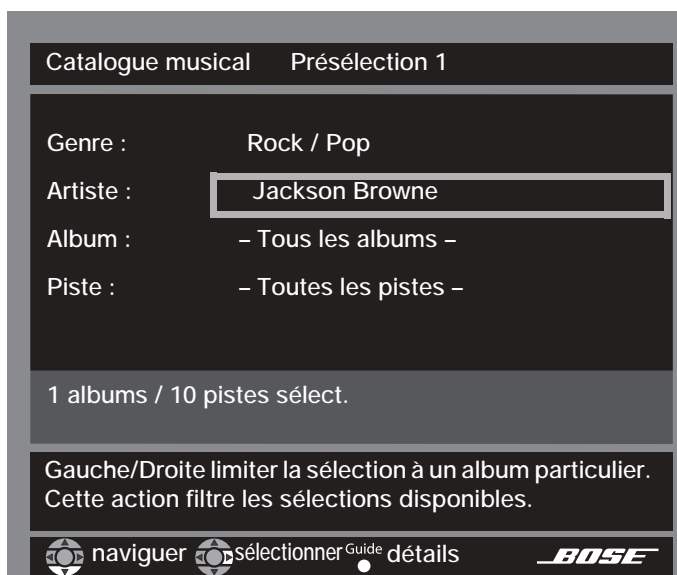 Catalogue musical Présélection 1
Genre : Rock / Pop
Artiste : Jackson Browne
Album : – Tous les albums –
Piste : – Toutes les pistes –
1 albums / 10 pistes sélect.
Gauche/Droite limiter la sélection à un album particulier.
Cette action filtre les sélections disponibles.
naviguer sélectionner Guide détails BOSE